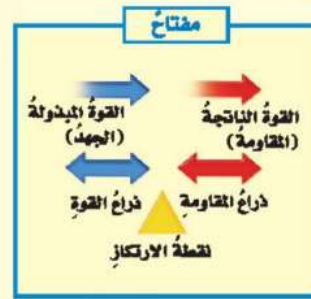 مفتاحُ
القوةُ الناتجةُ
(المقاومةُ)
القوةُ المبذولةُ
(الجهدُ)
ذراعُ المقاومةِ
ذراعُ القوةِ
نقطةُ الارتكازِ